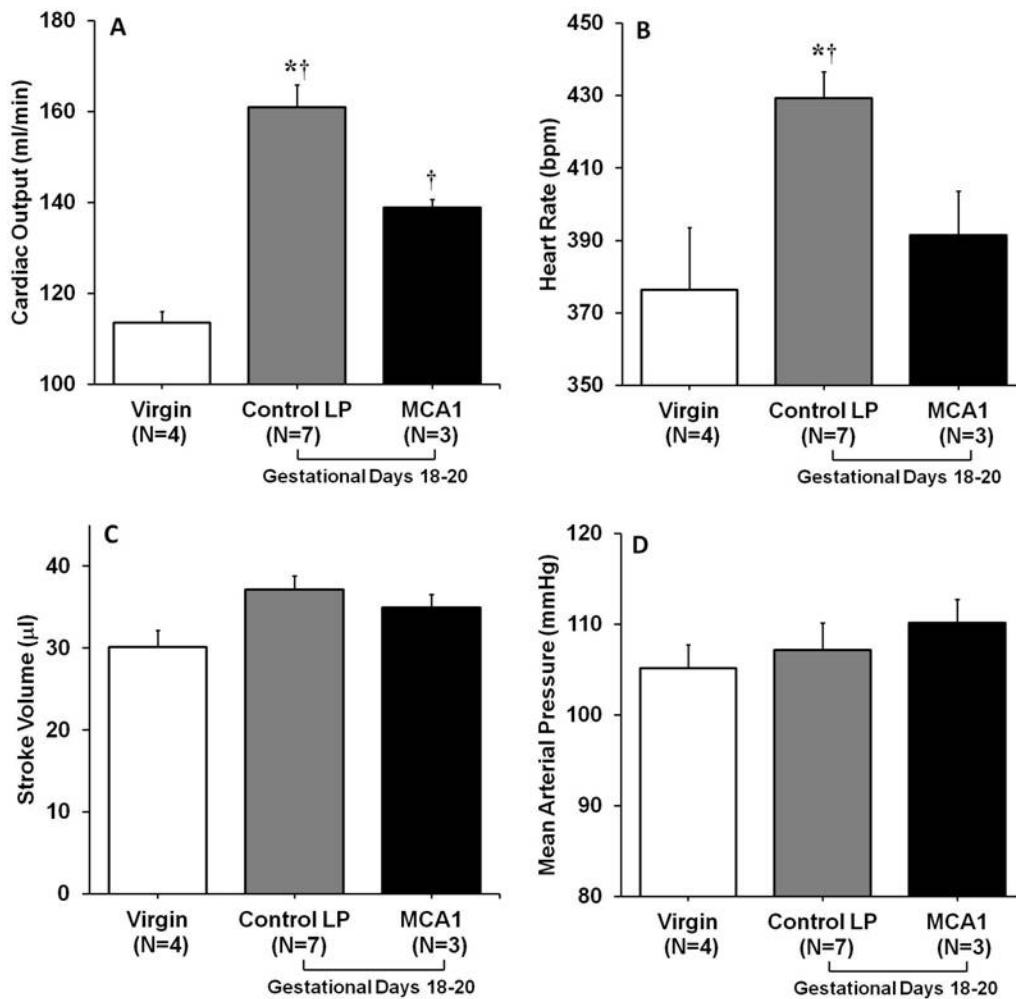 A
Cardiac Output (ml/min)
180
160
140
120
100
*†
†
Virgin
(N=4)
Control LP
(N=7)
MCA1
(N=3)
Gestational Days 18-20
B
Heart Rate (bpm)
450
430
410
390
370
350
*†
Virgin
(N=4)
Control LP
(N=7)
MCA1
(N=3)
Gestational Days 18-20
C
Stroke Volume (µl)
40
30
20
10
0
Virgin
(N=4)
Control LP
(N=7)
MCA1
(N=3)
Gestational Days 18-20
D
Mean Arterial Pressure (mmHg)
120
110
100
90
80
Virgin
(N=4)
Control LP
(N=7)
MCA1
(N=3)
Gestational Days 18-20